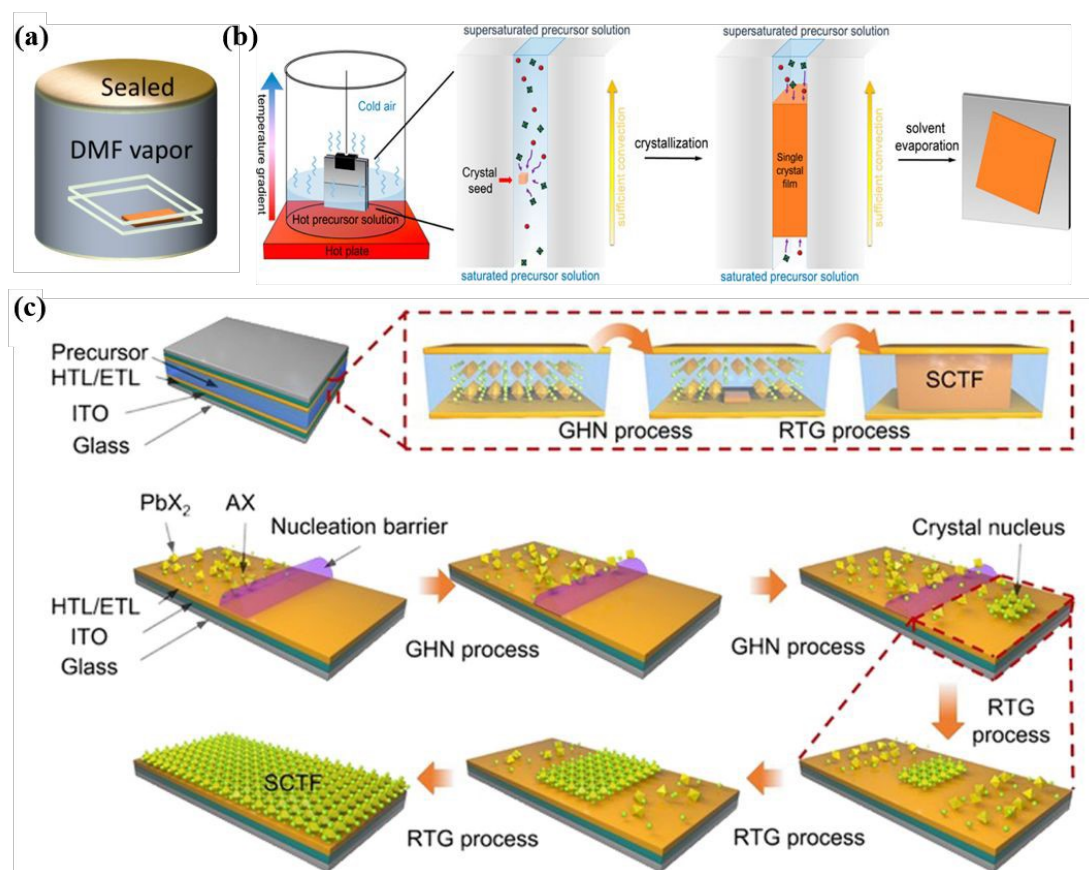 (a)
Sealed
DMF vapor
(b)
temperature gradient
Cold air
Hot precursor solution
Hot plate
supersaturated precursor solution
Crystal
seed
sufficient convection
saturated precursor solution
crystallization
supersaturated precursor solution
Single
crystal
film
sufficient convection
saturated precursor solution
solvent
evaporation
(c)
Precursor
HTL/ETL
ITO
Glass
GHN process
RTG process
SCTF
PbX₂
AX
Nucleation barrier
HTL/ETL
ITO
Glass
GHN process
GHN process
Crystal nucleus
RTG
process
SCTF
RTG process
RTG process